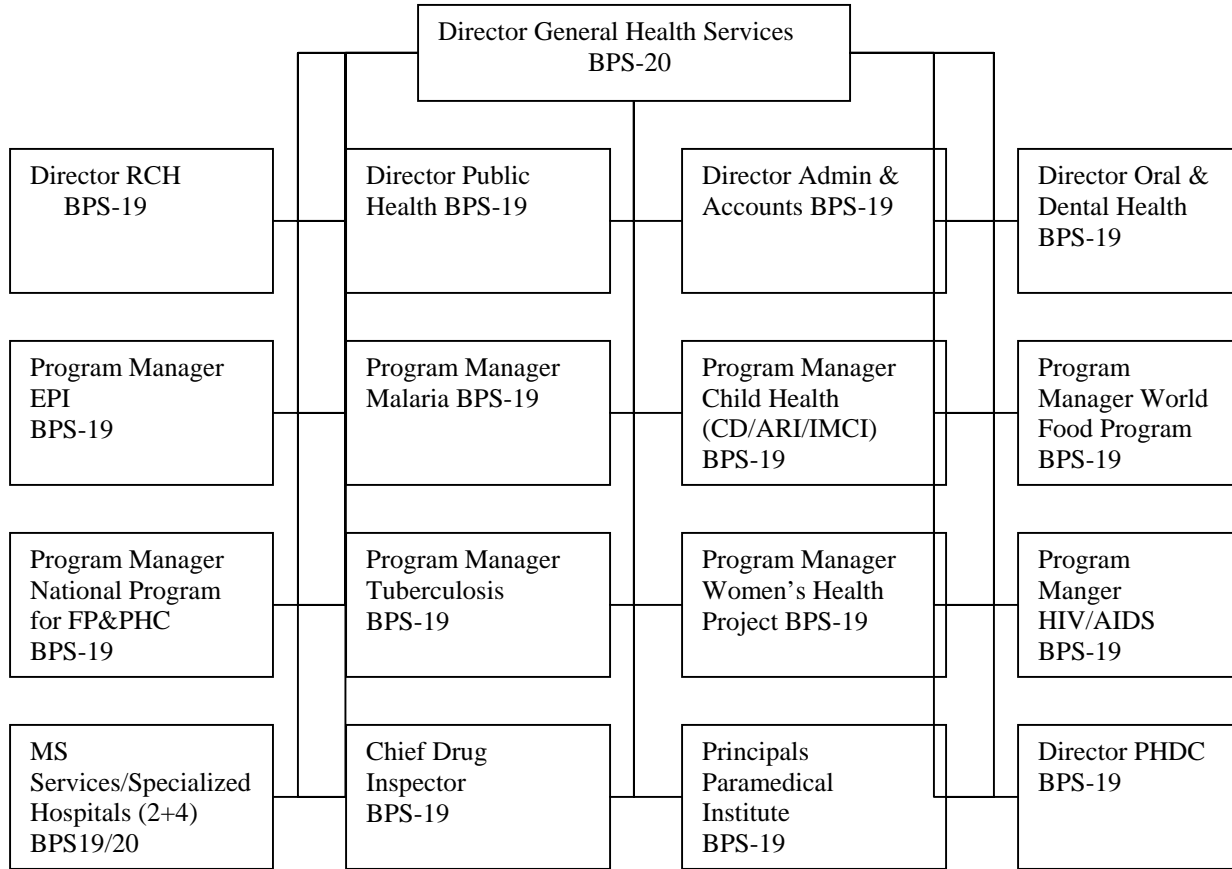 Director General Health Services
BPS-20
Director RCH
BPS-19
Director Public
Health BPS-19
Director Admin &
Accounts BPS-19
Director Oral &
Dental Health
BPS-19
Program Manager
EPI
BPS-19
Program Manager
Malaria BPS-19
Program Manager
Child Health
(CD/ARI/IMCI)
BPS-19
Program
Manager World
Food Program
BPS-19
Program Manager
National Program
for FP&PHC
BPS-19
Program Manager
Tuberculosis
BPS-19
Program Manager
Women’s Health
Project BPS-19
Program
Manger
HIV/AIDS
BPS-19
MS
Services/Specialized
Hospitals (2+4)
BPS19/20
Chief Drug
Inspector
BPS-19
Principals
Paramedical
Institute
BPS-19
Director PHDC
BPS-19